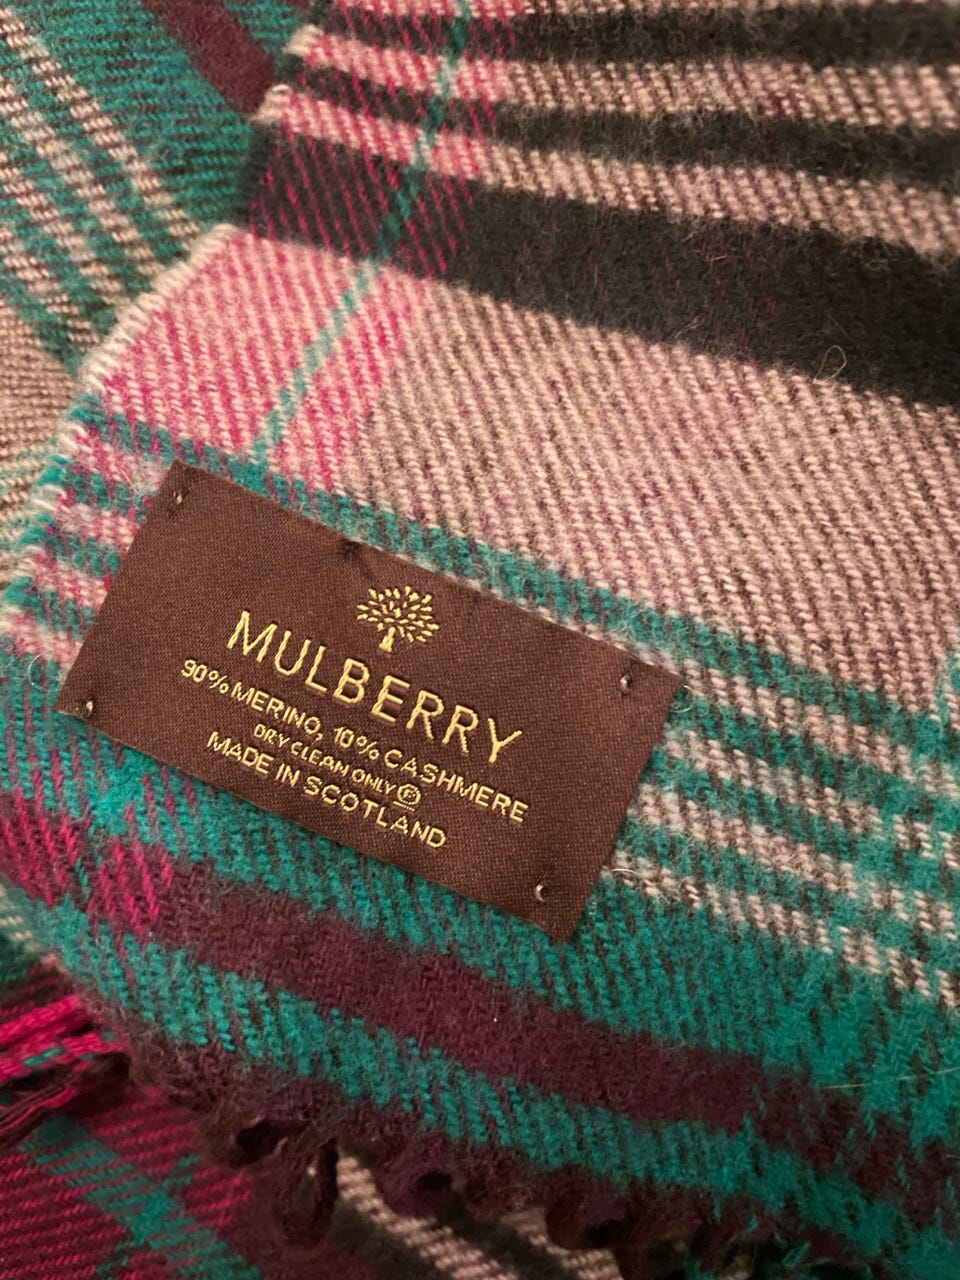 MULBERRY
90% MERINO, 10% CASHMERE
DRY CLEAN ONLY Ⓟ
MADE IN SCOTLAND